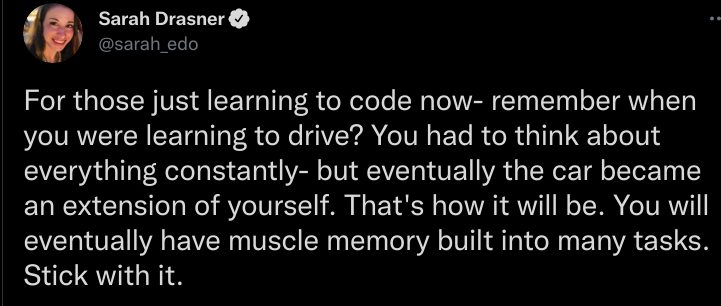 Sarah Drasner
@sarah_edo
For those just learning to code now- remember when
you were learning to drive? You had to think about
everything constantly- but eventually the car became
an extension of yourself. That's how it will be. You will
eventually have muscle memory built into many tasks.
Stick with it.